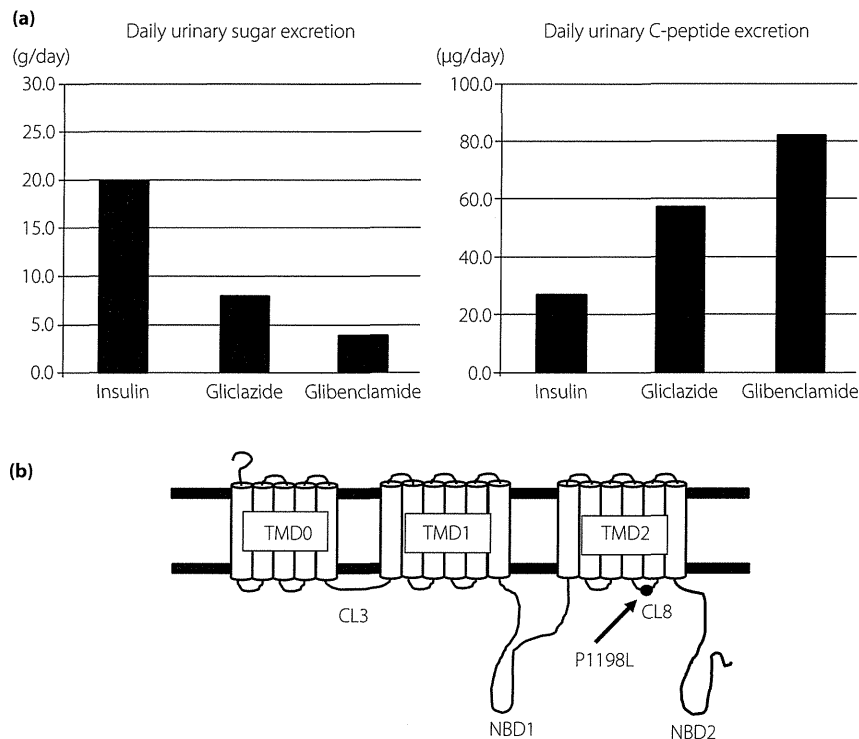 (a)
Daily urinary sugar excretion
(g/day)
30.0
25.0
20.0
15.0
10.0
5.0
0.0
Insulin Gliclazide Glibenclamide
Daily urinary C-peptide excretion
(µg/day)
100.0
80.0
60.0
40.0
20.0
0.0
Insulin Gliclazide Glibenclamide
(b)
TMD0 TMD1 TMD2
CL3 CL8
P1198L
NBD1 NBD2